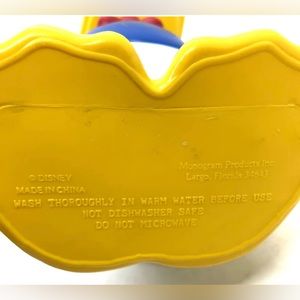 © DISNEY
MADE IN CHINA
Monogram Products Inc
Largo, Florida 34643
WASH THOROUGHLY IN WARM WATER BEFORE USE
NOT DISHWASHER SAFE
DO NOT MICROWAVE